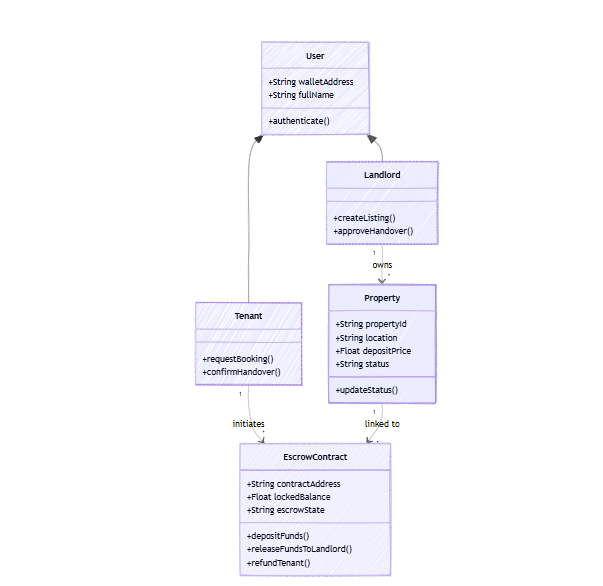 User
+String walletAddress
+String fullName
+authenticate()
Landlord
+createListing()
+approveHandover()
1
owns
*
Property
+String propertyId
+String location
+Float depositPrice
+String status
+updateStatus()
Tenant
+requestBooking()
+confirmHandover()
1
initiates
*
1
linked to
*
EscrowContract
+String contractAddress
+Float lockedBalance
+String escrowState
+depositFunds()
+releaseFundsToLandlord()
+refundTenant()